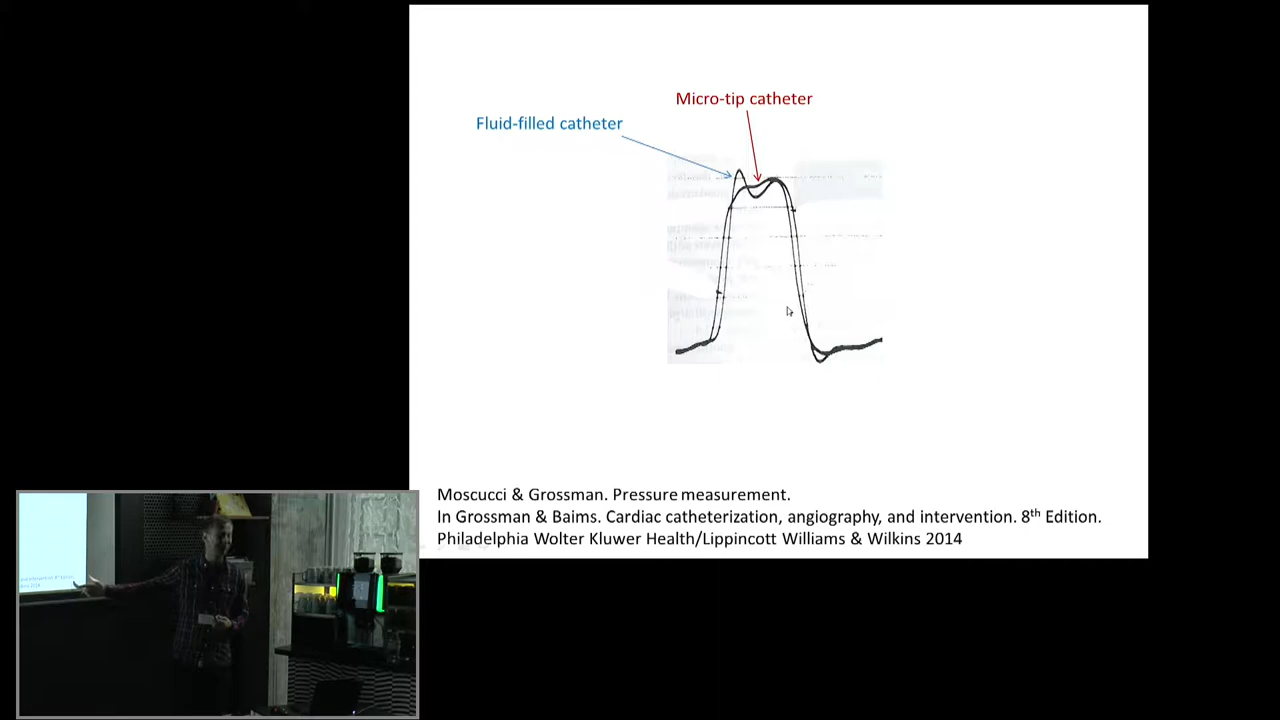 Micro-tip catheter
Fluid-filled catheter
Moscucci & Grossman. Pressure measurement.
In Grossman & Baims. Cardiac catheterization, angiography, and intervention. 8th Edition.
Philadelphia Wolter Kluwer Health/Lippincott Williams & Wilkins 2014